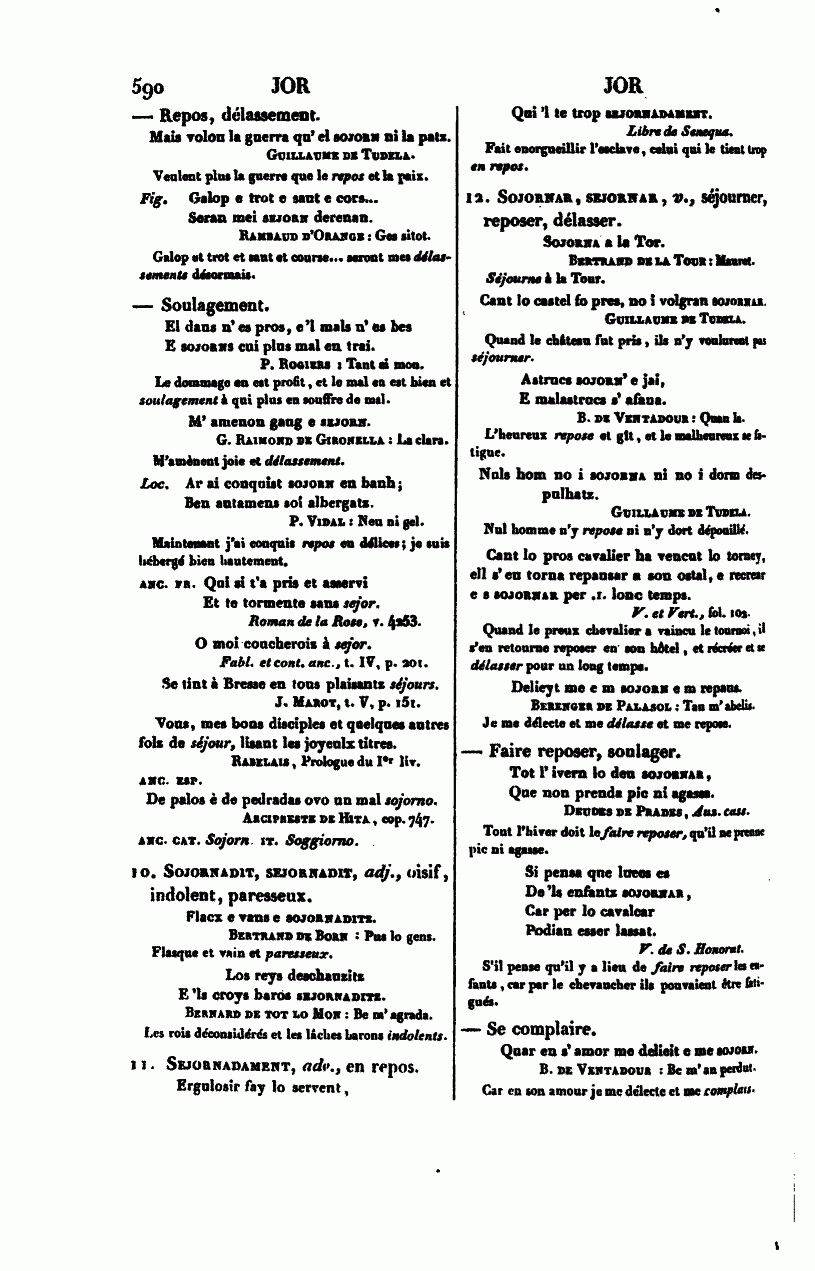 590 JOR
— Repos, délassement.
Mais volon la guerra qu' el sojorn ni la patz.
Guillaume de Tudela.
Veulent plus la guerre que le repos et la paix.
Fig. Galop e trot e saut e cors...
Seran mei sejorn derenan.
Rambaud d'Orange : Ges sitot.
Galop et trot et saut et course... seront mes délas-
sements désormais.
— Soulagement.
El dans n' es pros, e 'l mals n' es bes
E sojorns cui plus mal en trai.
P. Rogiers : Tant ai mon.
Le dommage en est profit, et le mal en est bien et
soulagement à qui plus en souffre de mal.
M' amenon gaug e sejorn.
G. Raimond de Gironella : La clara.
M'amènent joie et délassement.
Loc. Ar ai conquist sojorn en banh;
Ben autamens soi albergatz.
P. Vidal : Neu ni gel.
Maintenant j'ai conquis repos en délices; je suis
hébergé bien hautement.
anc. fr. Qui si t'a pris et asservi
Et te tormente sans sejor.
Roman de la Rose, v. 4253.
O moi coucherois à sejor.
Fabl. et cont. anc., t. IV, p. 201.
Se tint à Bresse en tous plaisants séjours.
J. Marot, t. V, p. 151.
Vous, mes bons disciples et quelques autres
folz de séjour, lisant les joyeulx titres.
Rabelais, Prologue du Ier liv.
anc. esp.
De palos è de pedradas ovo un mal sojorno.
Arcipreste de Hita, cop. 747.
anc. cat. Sojorn. it. Soggiorno.
10. Sojornadit, sejornadit, adj., oisif,
indolent, paresseux.
Flacx e vans e sojornaditz.
Bertrand de Born : Pus lo gens.
Flasque et vain et paresseux.
Los reys deschauzitz
E 'ls croys baros sejornaditz.
Bernard de tot lo Mon : Be m' agrada.
Les rois déconsidérés et les lâches barons indolents.
11. Sejornadament, adv., en repos.
Ergulosir fay lo servent,
JOR
Qui 'l te trop sejornadament.
Libre de Senequa.
Fait enorgueillir l'esclave, celui qui le tient trop
en repos.
12. Sojornar, sejornar, v., séjourner,
reposer, délasser.
Sojorna a la Tor.
Bertrand de la Tour : Mauret.
Séjourne à la Tour.
Cant lo castel fo pres, no i volgran sojornar.
Guillaume de Tudela.
Quand le château fut pris, ils n'y voulurent pas
séjourner.
Astrucs sojorn' e jai,
E malastrucs s' afana.
B. de Ventadour : Quan la.
L'heureux repose et gît, et le malheureux se fa-
tigue.
Nuls hom no i sojorna ni no i dorm des-
pulhatz.
Guillaume de Tudela.
Nul homme n'y repose ni n'y dort dépouillé.
Cant lo pros cavalier ha vencut lo torney,
ell s' en torna repausar a son ostal, e recrear
e s sojornar per .I. lonc temps.
V. et Vert., fol. 102.
Quand le preux chevalier a vaincu le tournoi, il
s'en retourne reposer en son hôtel, et récréer et se
délasser pour un long temps.
Delieyt me e m sojorn e m repaus.
Berenger de Palasol : Tan m' abelis.
Je me délecte et me délasse et me repose.
— Faire reposer, soulager.
Tot l' ivern lo deu sojornar,
Que non prenda pic ni agassa.
Deudes de Prades, Aus. cass.
Tout l'hiver doit le faire reposer, qu'il ne prenne
pic ni agasse.
Si pensa que luecs es
De 'ls enfantz sojornar,
Car per lo cavalcar
Podian esser lassat.
V. de S. Honorat.
S'il pense qu'il y a lieu de faire reposer les en-
fants, car par le chevaucher ils pouvaient être fati-
gués.
— Se complaire.
Quar en s' amor me delieit e me sojorn.
B. de Ventadour : Be m' an perdut.
Car en son amour je me délecte et me complais.